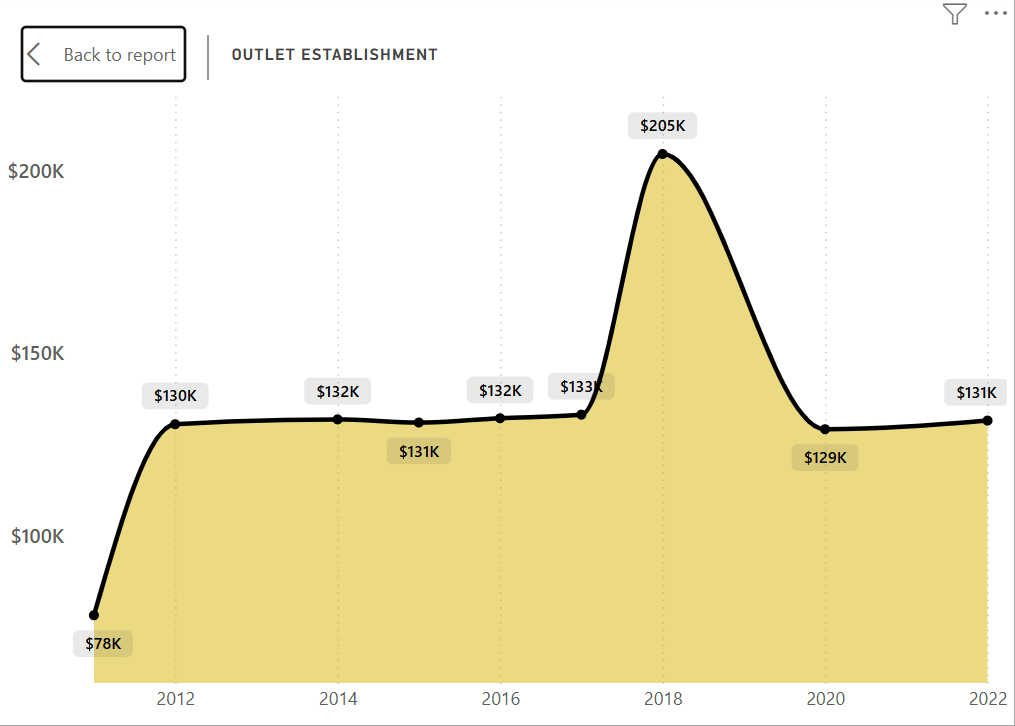 Back to report
OUTLET ESTABLISHMENT
$205K
$200K
$150K
$130K
$132K
$132K
$133K
$131K
$131K
$129K
$100K
$78K
2012
2014
2016
2018
2020
2022